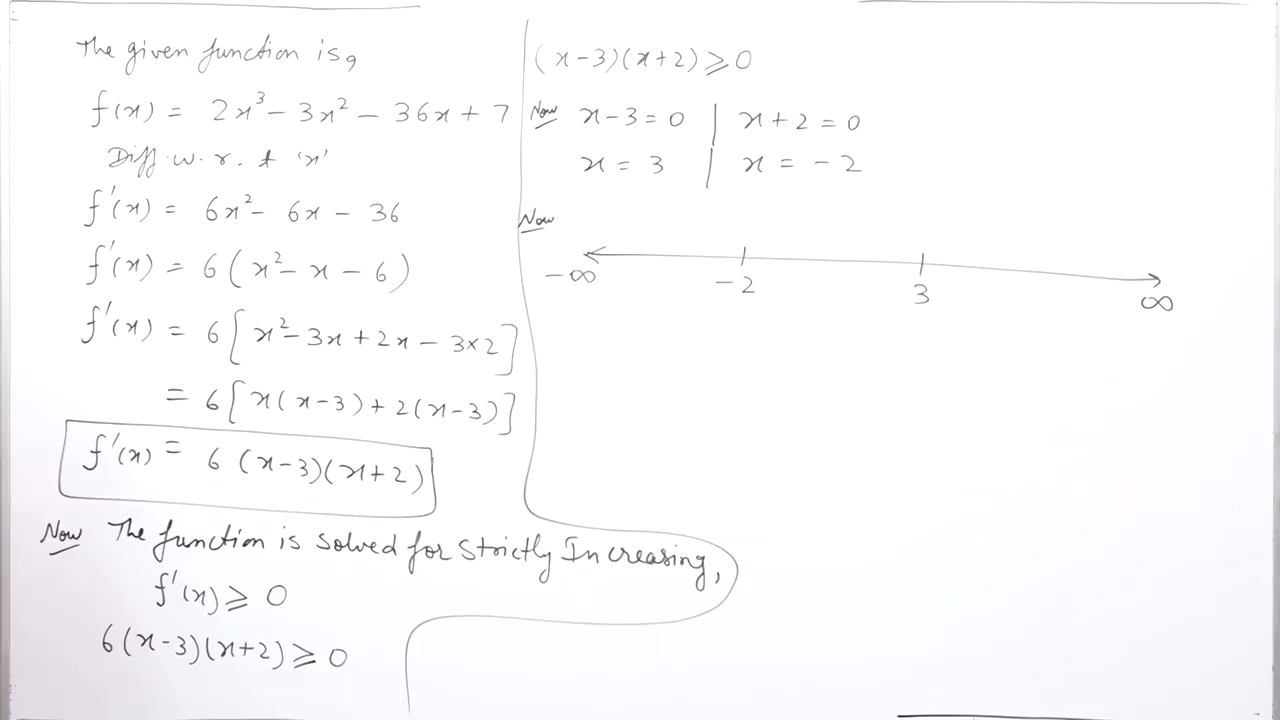 The given function is,
f(x) = 2x³ - 3x² - 36x + 7
Diff w. r. t 'x'
f'(x) = 6x² - 6x - 36
f'(x) = 6(x² - x - 6)
f'(x) = 6[x² - 3x + 2x - 3×2]
= 6[x(x-3) + 2(x-3)]
f'(x) = 6 (x-3)(x+2)
Now The function is solved for strictly Increasing,
f'(x) ⩾ 0
6(x-3)(x+2) ⩾ 0
(x-3)(x+2) ⩾ 0
Now x-3=0 | x+2=0
x = 3 | x = -2
Now
-∞ -2 3 ∞